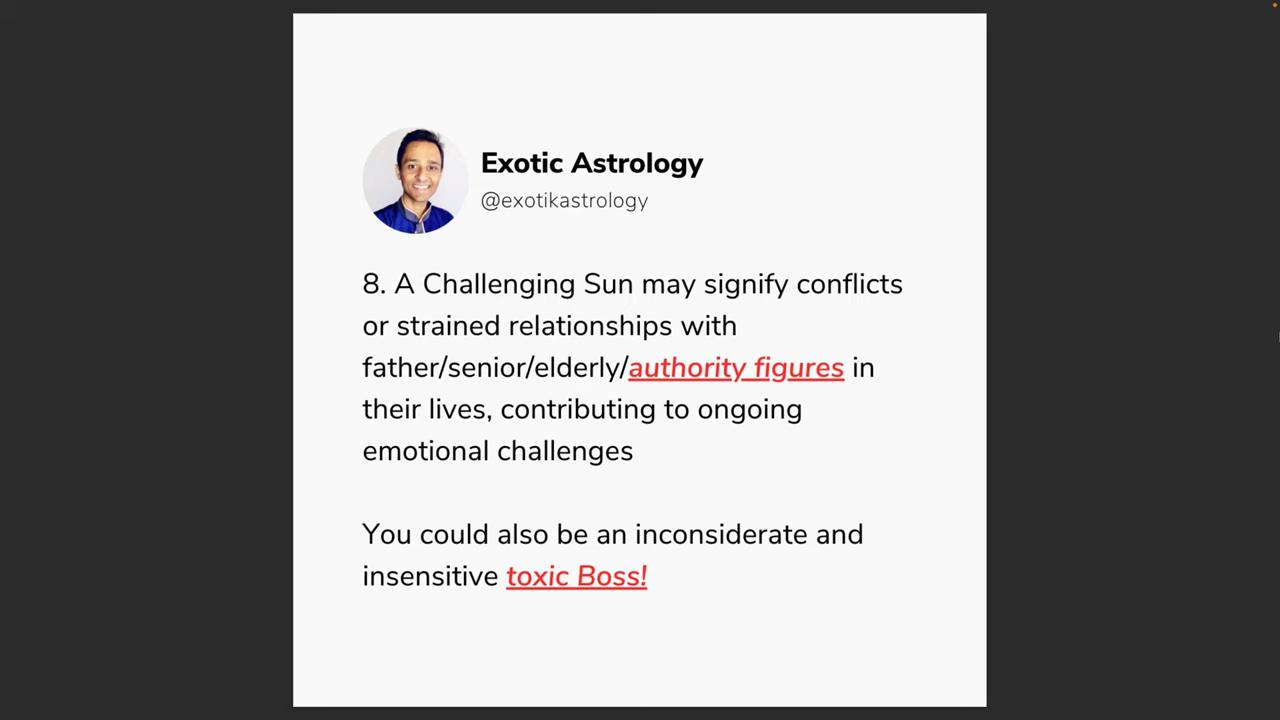 Exotic Astrology
@exotikastrology
8. A Challenging Sun may signify conflicts
or strained relationships with
father/senior/elderly/authority figures in
their lives, contributing to ongoing
emotional challenges
You could also be an inconsiderate and
insensitive toxic Boss!